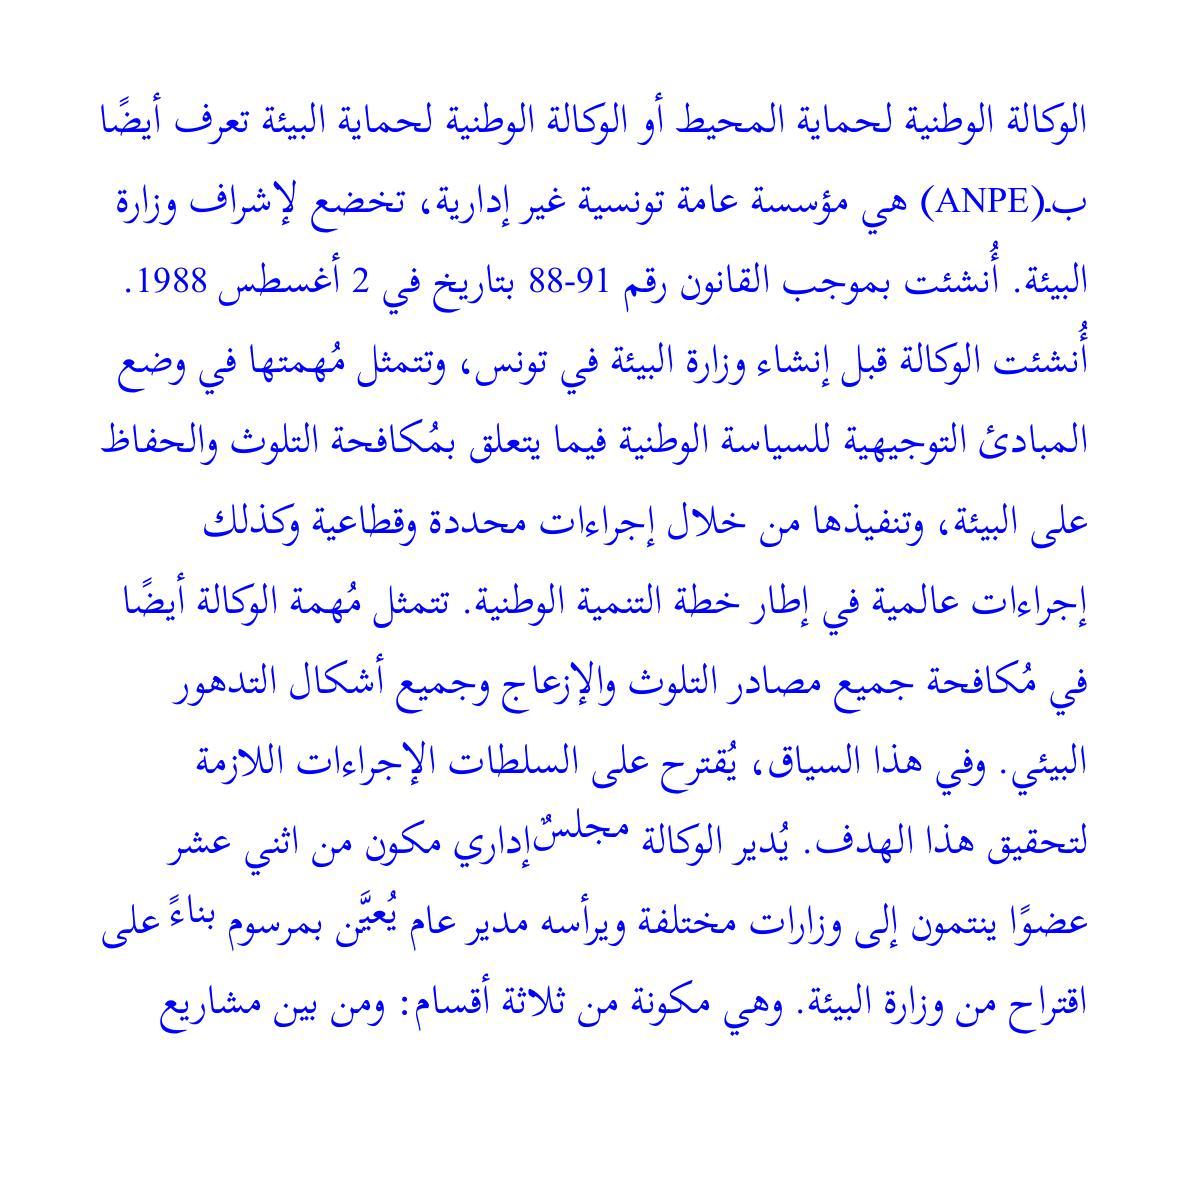 الوكالة الوطنية لحماية المحيط أو الوكالة الوطنية لحماية البيئة تعرف أيضًا
بـ(ANPE) هي مؤسسة عامة تونسية غير إدارية، تخضع لإشراف وزارة
البيئة. أُنشئت بموجب القانون رقم 91-88 بتاريخ في 2 أغسطس 1988.
أُنشئت الوكالة قبل إنشاء وزارة البيئة في تونس، وتتمثل مُهمتها في وضع
المبادئ التوجيهية للسياسة الوطنية فيما يتعلق بمُكافحة التلوث والحفاظ
على البيئة، وتنفيذها من خلال إجراءات محددة وقطاعية وكذلك
إجراءات عالمية في إطار خطة التنمية الوطنية. تتمثل مُهمة الوكالة أيضًا
في مُكافحة جميع مصادر التلوث والإزعاج وجميع أشكال التدهور
البيئي. وفي هذا السياق، يُقترح على السلطات الإجراءات اللازمة
لتحقيق هذا الهدف. يُدير الوكالة مجلسٌ إداري مكون من اثني عشر
عضوًا ينتمون إلى وزارات مختلفة ويرأسه مدير عام يُعيَّن بمرسوم بناءً على
اقتراح من وزارة البيئة. وهي مكونة من ثلاثة أقسام: ومن بين مشاريع